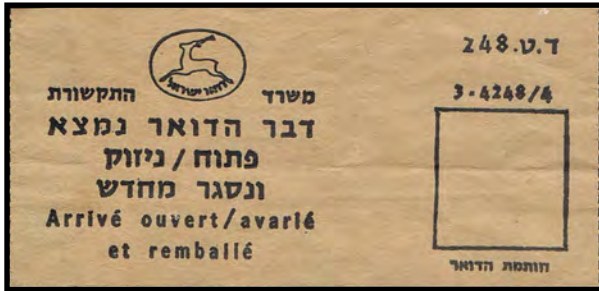 דואר ישראל
משרד התקשורת
דבר הדואר נמצא
פתוח / ניזוק
ונסגר מחדש
Arrivé ouvert/avarié
et remballé
ד.ט. 248
3-4248/4
חותמת הדואר